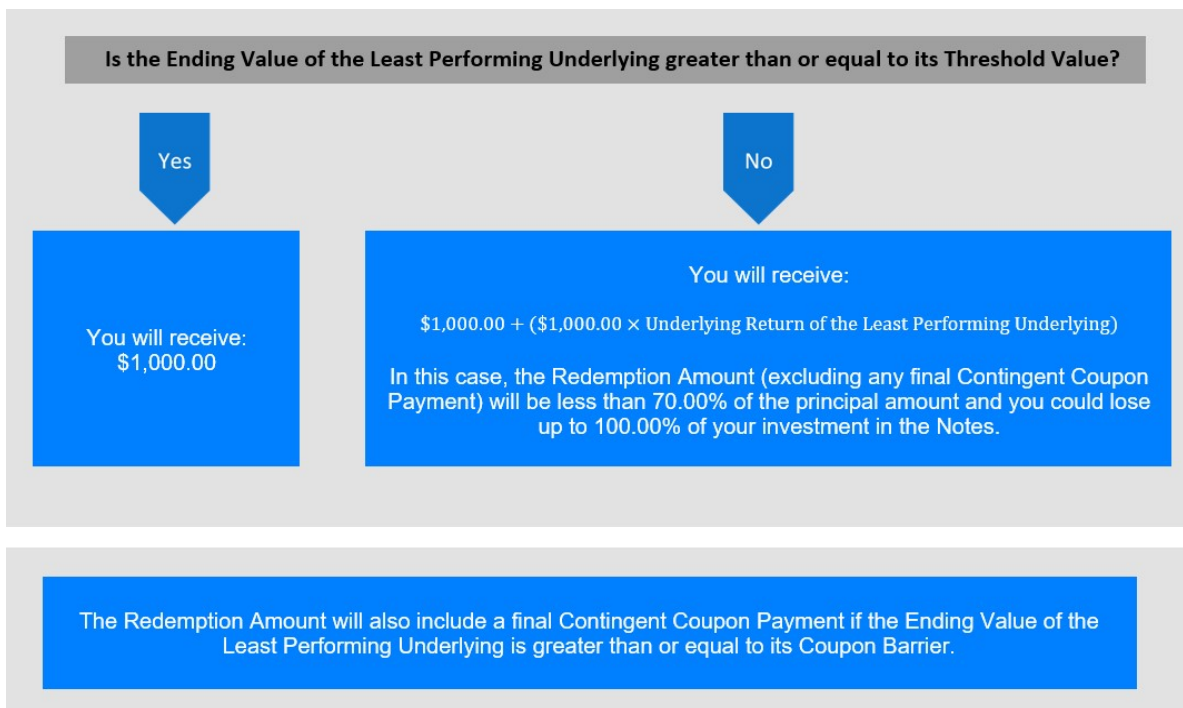 Is the Ending Value of the Least Performing Underlying greater than or equal to its Threshold Value?
Yes
No
You will receive:
$1,000.00
You will receive:
$1,000.00 + ($1,000.00 × Underlying Return of the Least Performing Underlying)
In this case, the Redemption Amount (excluding any final Contingent Coupon
Payment) will be less than 70.00% of the principal amount and you could lose
up to 100.00% of your investment in the Notes.
The Redemption Amount will also include a final Contingent Coupon Payment if the Ending Value of the
Least Performing Underlying is greater than or equal to its Coupon Barrier.